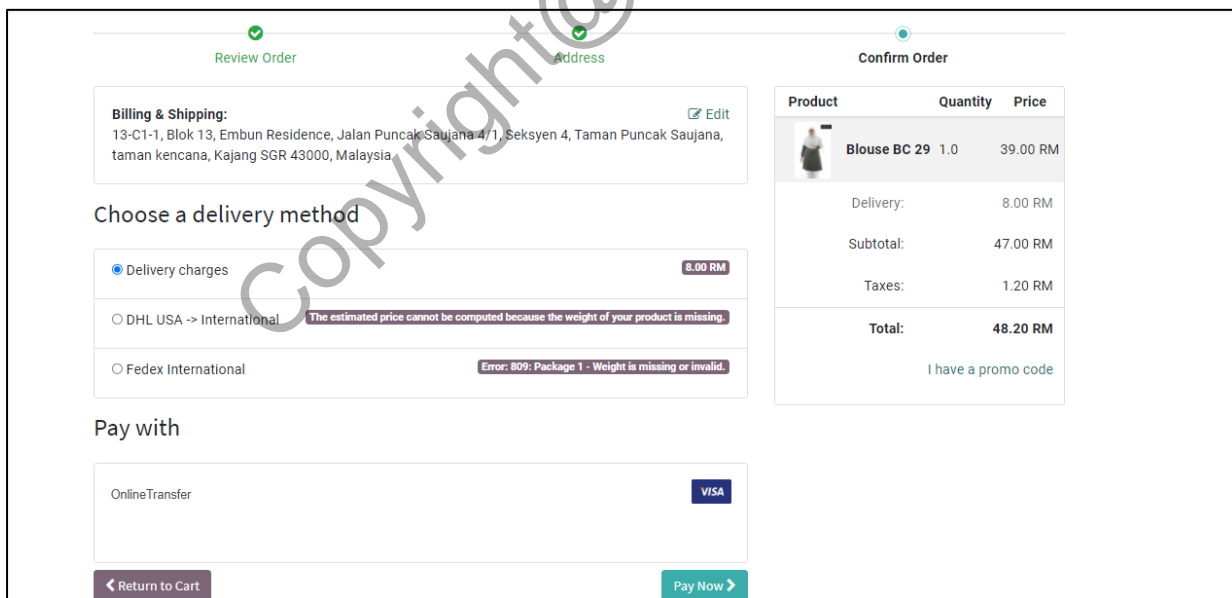 Review Order
Address
Confirm Order
Billing & Shipping:
Edit
13-C1-1, Blok 13, Embun Residence, Jalan Puncak Saujana 4/1, Seksyen 4, Taman Puncak Saujana,
taman kencana, Kajang SGR 43000, Malaysia
Choose a delivery method
Delivery charges 8.00 RM
DHL USA -> International The estimated price cannot be computed because the weight of your product is missing.
Fedex International Error: 809: Package 1 - Weight is missing or invalid.
Pay with
OnlineTransfer VISA
Return to Cart
Pay Now
Product Quantity Price
Blouse BC 29 1.0 39.00 RM
Delivery: 8.00 RM
Subtotal: 47.00 RM
Taxes: 1.20 RM
Total: 48.20 RM
I have a promo code
Copyright@